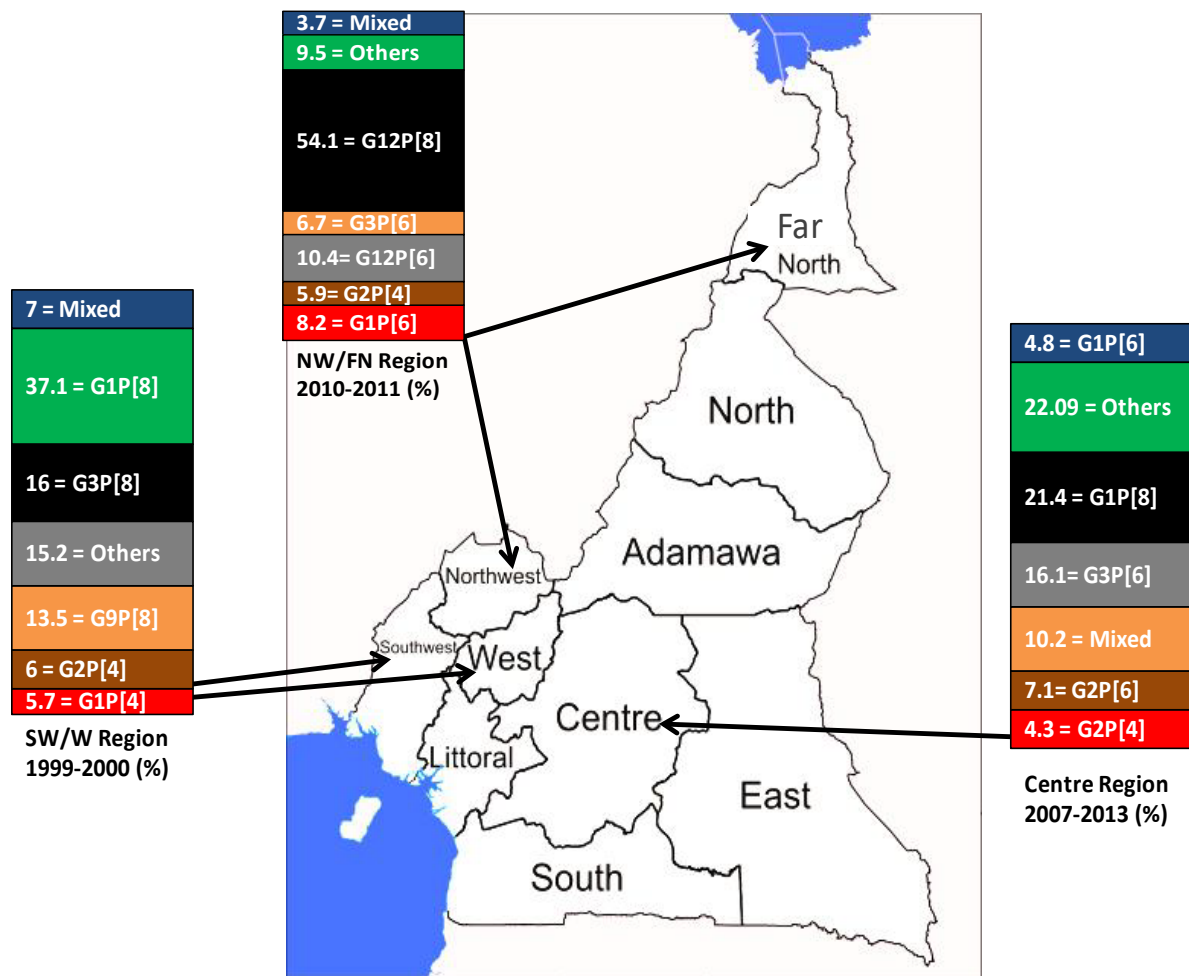 3.7 = Mixed
9.5 = Others
54.1 = G12P[8]
6.7 = G3P[6]
10.4= G12P[6]
5.9= G2P[4]
8.2 = G1P[6]
NW/FN Region
2010-2011 (%)
7 = Mixed
37.1 = G1P[8]
16 = G3P[8]
15.2 = Others
13.5 = G9P[8]
6 = G2P[4]
5.7 = G1P[4]
SW/W Region
1999-2000 (%)
Far
North
North
Adamawa
Northwest
Southwest
West
Centre
Littoral
East
South
4.8 = G1P[6]
22.09 = Others
21.4 = G1P[8]
16.1= G3P[6]
10.2 = Mixed
7.1= G2P[6]
4.3 = G2P[4]
Centre Region
2007-2013 (%)